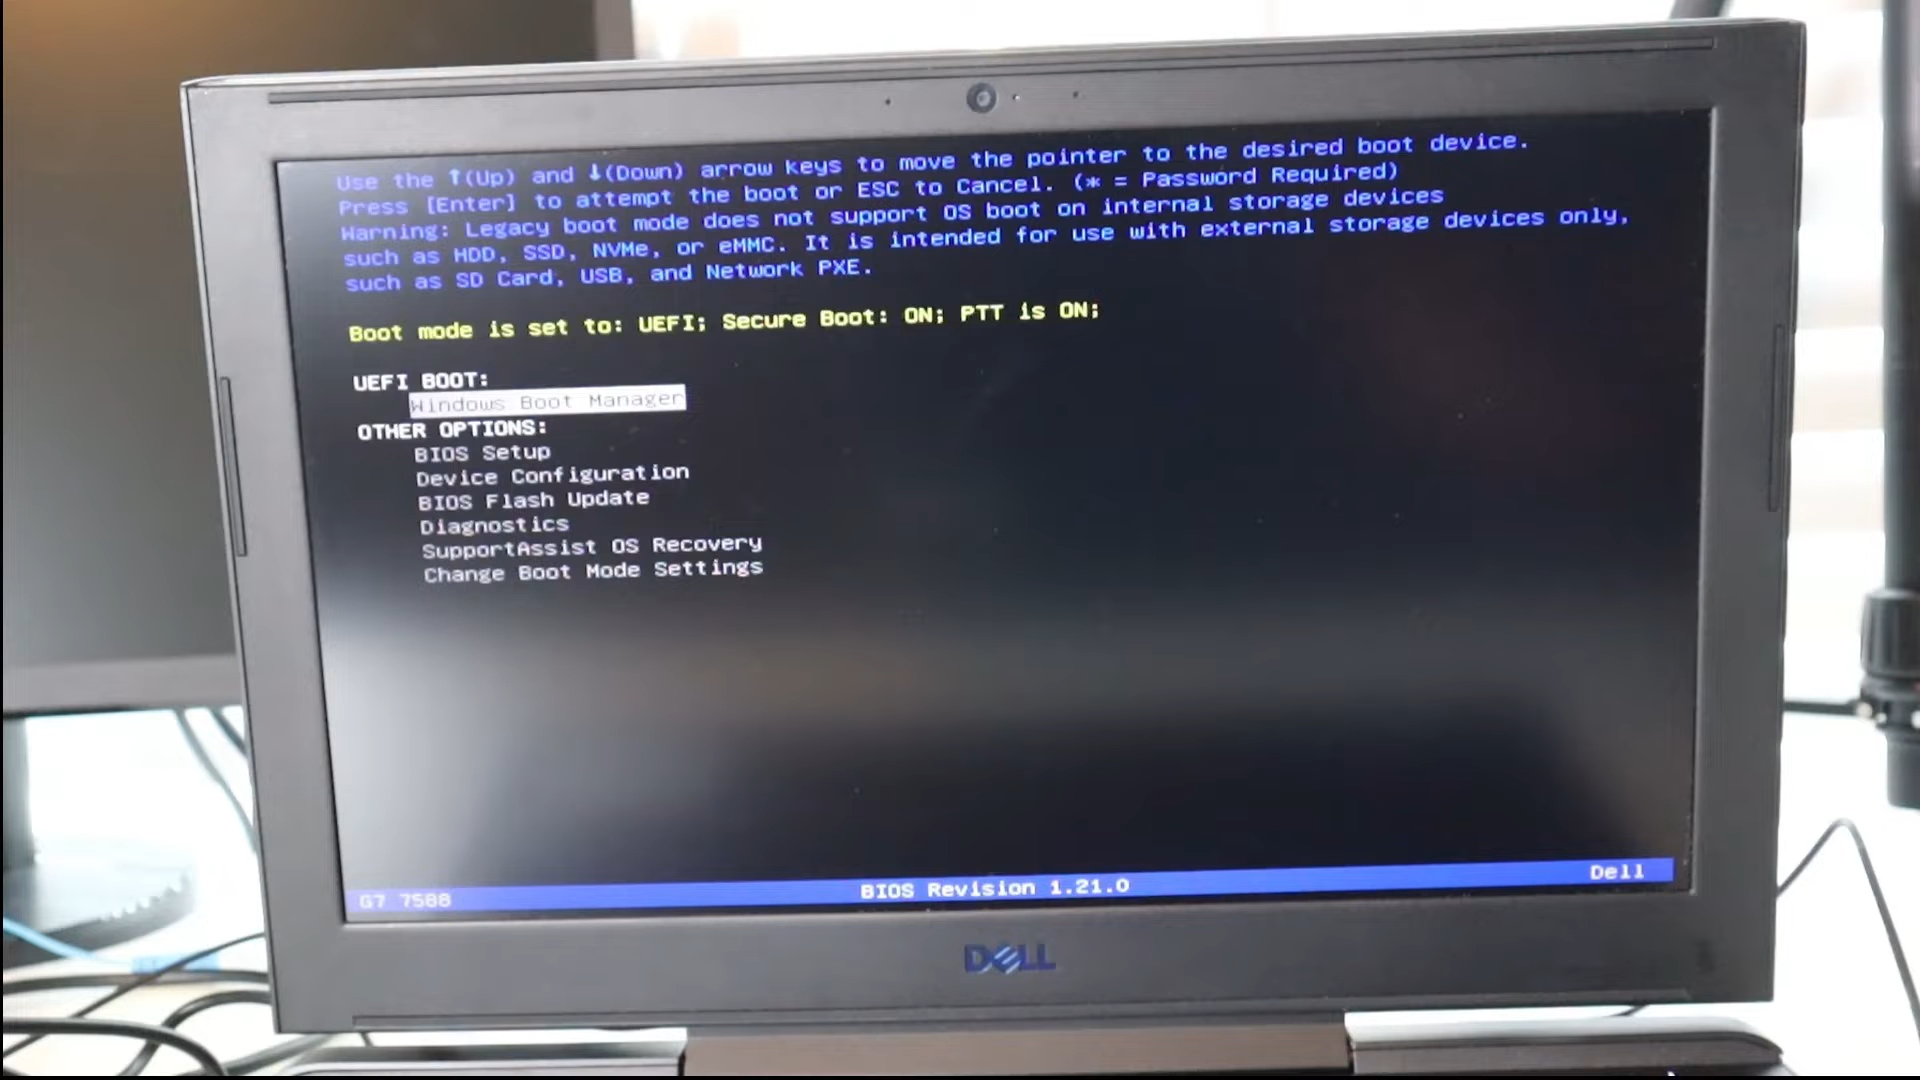 Use the ↑(Up) and ↓(Down) arrow keys to move the pointer to the desired boot device.
Press [Enter] to attempt the boot or ESC to Cancel. (* = Password Required)
Warning: Legacy boot mode does not support OS boot on internal storage devices
such as HDD, SSD, NVMe, or eMMC. It is intended for use with external storage devices only,
such as SD Card, USB, and Network PXE.
Boot mode is set to: UEFI; Secure Boot: ON; PTT is ON;
UEFI BOOT:
Windows Boot Manager
OTHER OPTIONS:
BIOS Setup
Device Configuration
BIOS Flash Update
Diagnostics
SupportAssist OS Recovery
Change Boot Mode Settings
G7 7588 BIOS Revision 1.21.0 Dell
DELL